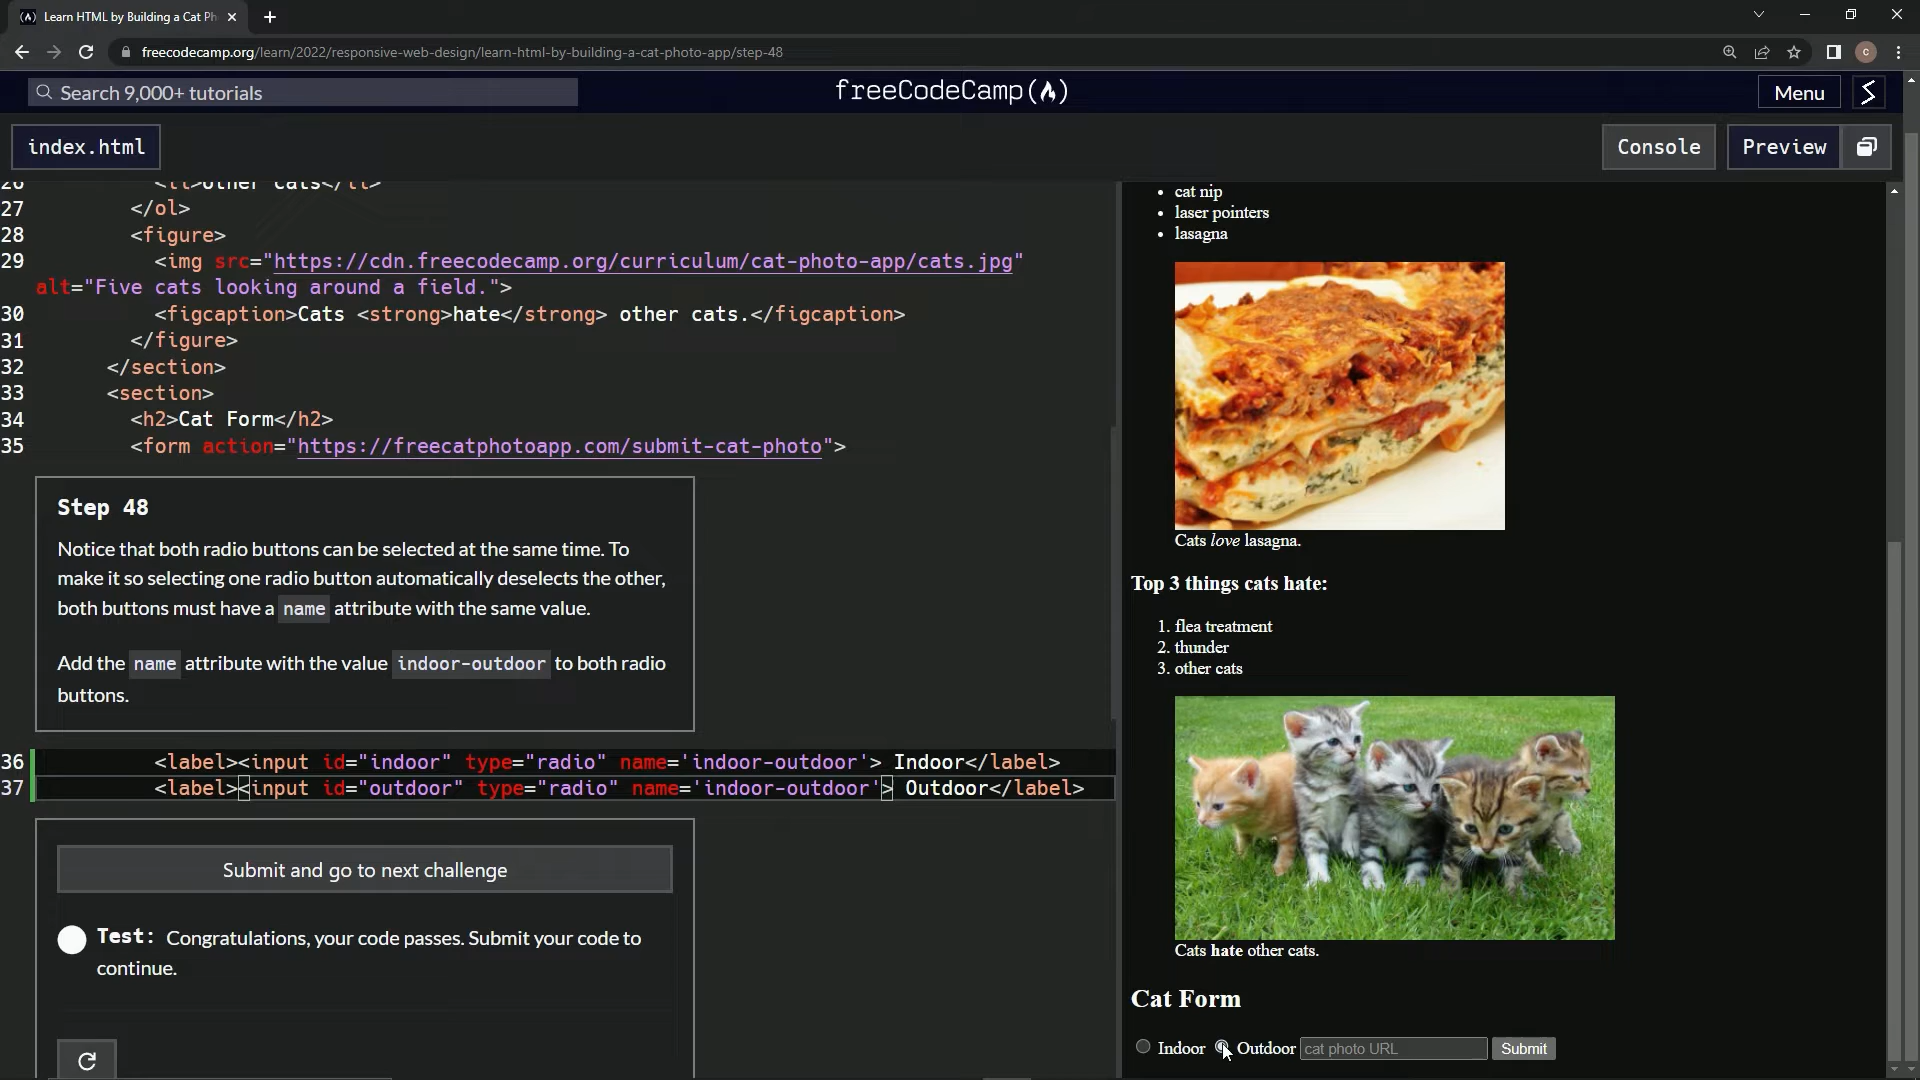 Learn HTML by Building a Cat Ph
freecodecamp.org/learn/2022/responsive-web-design/learn-html-by-building-a-cat-photo-app/step-48
C
Search 9,000+ tutorials
freeCodeCamp
Menu
index.html
Console
Preview
26 <li>other cats</li>
27 </ol>
28 <figure>
29 <img src="https://cdn.freecodecamp.org/curriculum/cat-photo-app/cats.jpg"
alt="Five cats looking around a field.">
30 <figcaption>Cats <strong>hate</strong> other cats.</figcaption>
31 </figure>
32 </section>
33 <section>
34 <h2>Cat Form</h2>
35 <form action="https://freecatphotoapp.com/submit-cat-photo">
Step 48
Notice that both radio buttons can be selected at the same time. To
make it so selecting one radio button automatically deselects the other,
both buttons must have a name attribute with the same value.
Add the name attribute with the value indoor-outdoor to both radio
buttons.
36 <label><input id="indoor" type="radio" name='indoor-outdoor'> Indoor</label>
37 <label><input id="outdoor" type="radio" name='indoor-outdoor'> Outdoor</label>
Submit and go to next challenge
Test: Congratulations, your code passes. Submit your code to
continue.
• cat nip
• laser pointers
• lasagna
Cats love lasagna.
Top 3 things cats hate:
1. flea treatment
2. thunder
3. other cats
Cats hate other cats.
Cat Form
Indoor Outdoor cat photo URL Submit